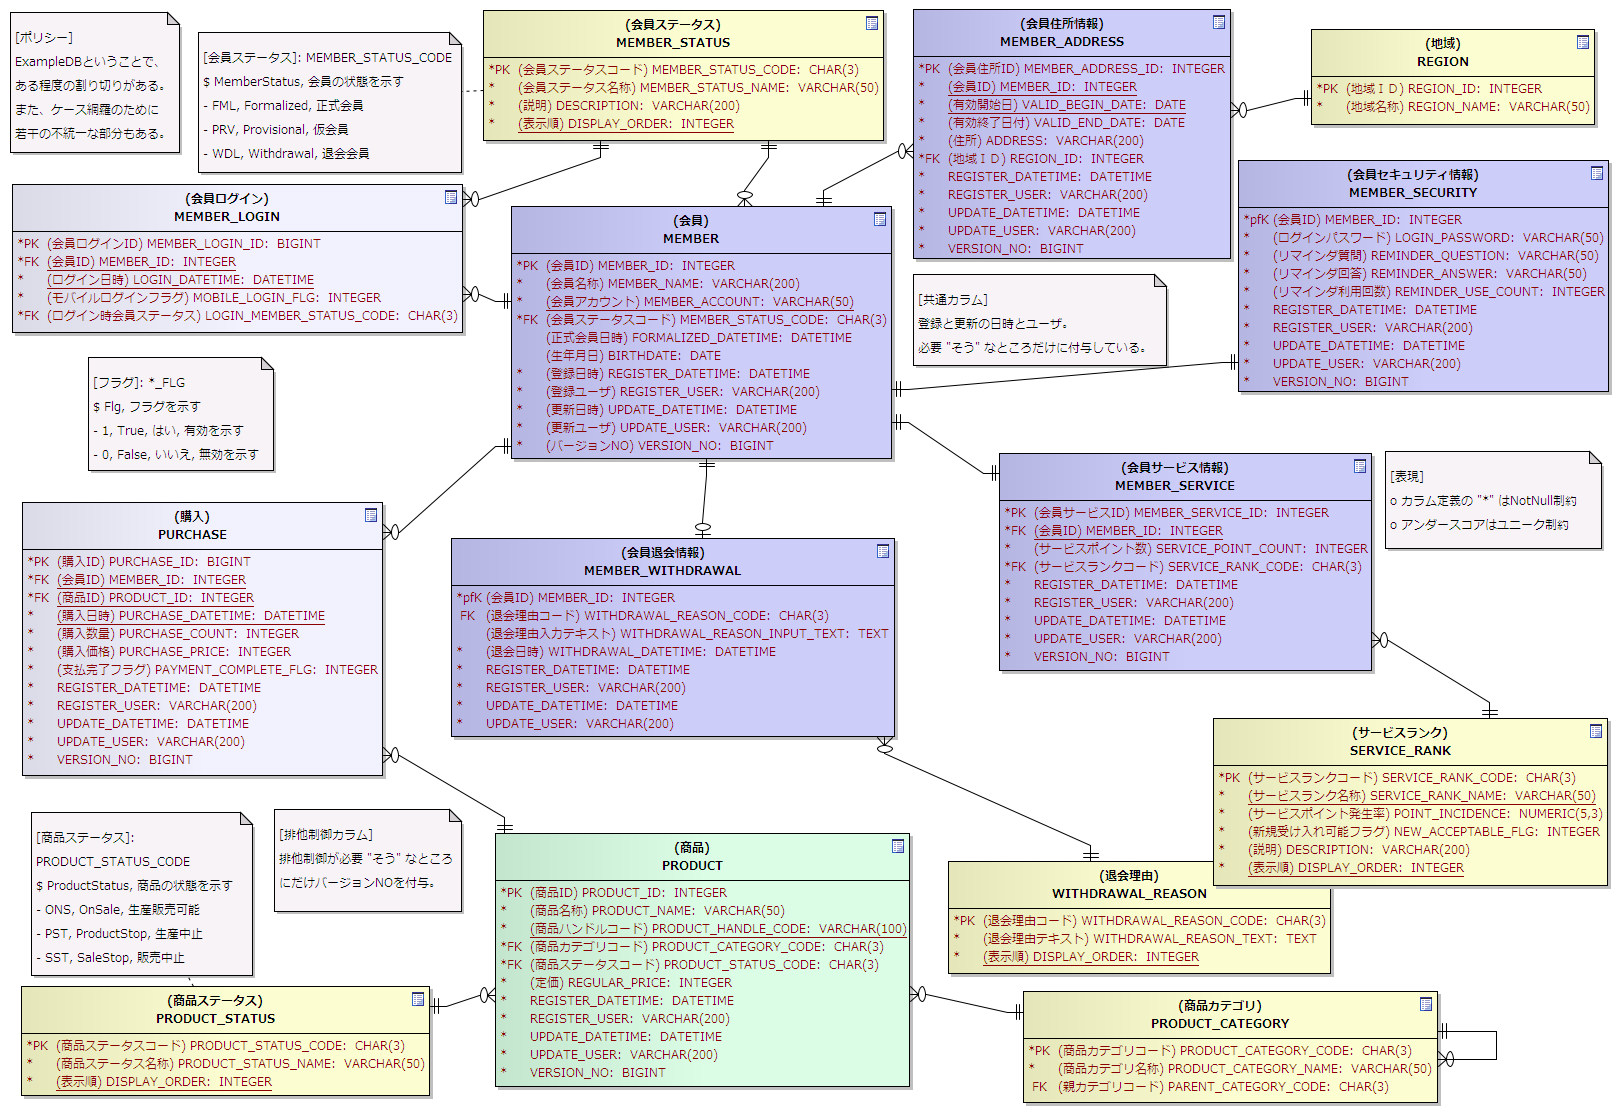 [ポリシー]
ExampleDBということで、
ある程度の割り切りがある。
また、ケース網羅のために
若干の不統一な部分もある。
[会員ステータス]: MEMBER_STATUS_CODE
$ MemberStatus, 会員の状態を示す
- FML, Formalized, 正式会員
- PRV, Provisional, 仮会員
- WDL, Withdrawal, 退会会員
(会員ステータス)
MEMBER_STATUS
*PK (会員ステータスコード) MEMBER_STATUS_CODE: CHAR(3)
* (会員ステータス名称) MEMBER_STATUS_NAME: VARCHAR(50)
* (説明) DESCRIPTION: VARCHAR(200)
* (表示順) DISPLAY_ORDER: INTEGER
(会員住所情報)
MEMBER_ADDRESS
*PK (会員住所ID) MEMBER_ADDRESS_ID: INTEGER
* (会員ID) MEMBER_ID: INTEGER
* (有効開始日) VALID_BEGIN_DATE: DATE
* (有効終了日付) VALID_END_DATE: DATE
* (住所) ADDRESS: VARCHAR(200)
*FK (地域ＩＤ) REGION_ID: INTEGER
* REGISTER_DATETIME: DATETIME
* REGISTER_USER: VARCHAR(200)
* UPDATE_DATETIME: DATETIME
* UPDATE_USER: VARCHAR(200)
* VERSION_NO: BIGINT
(地域)
REGION
*PK (地域ＩＤ) REGION_ID: INTEGER
* (地域名称) REGION_NAME: VARCHAR(50)
(会員ログイン)
MEMBER_LOGIN
*PK (会員ログインID) MEMBER_LOGIN_ID: BIGINT
*FK (会員ID) MEMBER_ID: INTEGER
* (ログイン日時) LOGIN_DATETIME: DATETIME
* (モバイルログインフラグ) MOBILE_LOGIN_FLG: INTEGER
*FK (ログイン時会員ステータス) LOGIN_MEMBER_STATUS_CODE: CHAR(3)
(会員)
MEMBER
*PK (会員ID) MEMBER_ID: INTEGER
* (会員名称) MEMBER_NAME: VARCHAR(200)
* (会員アカウント) MEMBER_ACCOUNT: VARCHAR(50)
*FK (会員ステータスコード) MEMBER_STATUS_CODE: CHAR(3)
(正式会員日時) FORMALIZED_DATETIME: DATETIME
(生年月日) BIRTHDATE: DATE
* (登録日時) REGISTER_DATETIME: DATETIME
* (登録ユーザ) REGISTER_USER: VARCHAR(200)
* (更新日時) UPDATE_DATETIME: DATETIME
* (更新ユーザ) UPDATE_USER: VARCHAR(200)
* (バージョンNO) VERSION_NO: BIGINT
(会員セキュリティ情報)
MEMBER_SECURITY
*pfK (会員ID) MEMBER_ID: INTEGER
* (ログインパスワード) LOGIN_PASSWORD: VARCHAR(50)
* (リマインダ質問) REMINDER_QUESTION: VARCHAR(50)
* (リマインダ回答) REMINDER_ANSWER: VARCHAR(50)
* (リマインダ利用回数) REMINDER_USE_COUNT: INTEGER
* REGISTER_DATETIME: DATETIME
* REGISTER_USER: VARCHAR(200)
* UPDATE_DATETIME: DATETIME
* UPDATE_USER: VARCHAR(200)
* VERSION_NO: BIGINT
[共通カラム]
登録と更新の日時とユーザ。
必要 "そう" なところだけに付与している。
[フラグ]: *_FLG
$ Flg, フラグを示す
- 1, True, はい, 有効を示す
- 0, False, いいえ, 無効を示す
(購入)
PURCHASE
*PK (購入ID) PURCHASE_ID: BIGINT
*FK (会員ID) MEMBER_ID: INTEGER
*FK (商品ID) PRODUCT_ID: INTEGER
* (購入日時) PURCHASE_DATETIME: DATETIME
* (購入数量) PURCHASE_COUNT: INTEGER
* (購入価格) PURCHASE_PRICE: INTEGER
* (支払完了フラグ) PAYMENT_COMPLETE_FLG: INTEGER
* REGISTER_DATETIME: DATETIME
* REGISTER_USER: VARCHAR(200)
* UPDATE_DATETIME: DATETIME
* UPDATE_USER: VARCHAR(200)
* VERSION_NO: BIGINT
(会員退会情報)
MEMBER_WITHDRAWAL
*pfK (会員ID) MEMBER_ID: INTEGER
FK (退会理由コード) WITHDRAWAL_REASON_CODE: CHAR(3)
(退会理由入力テキスト) WITHDRAWAL_REASON_INPUT_TEXT: TEXT
* (退会日時) WITHDRAWAL_DATETIME: DATETIME
* REGISTER_DATETIME: DATETIME
* REGISTER_USER: VARCHAR(200)
* UPDATE_DATETIME: DATETIME
* UPDATE_USER: VARCHAR(200)
(会員サービス情報)
MEMBER_SERVICE
*PK (会員サービスID) MEMBER_SERVICE_ID: INTEGER
*FK (会員ID) MEMBER_ID: INTEGER
* (サービスポイント数) SERVICE_POINT_COUNT: INTEGER
*FK (サービスランクコード) SERVICE_RANK_CODE: CHAR(3)
* REGISTER_DATETIME: DATETIME
* REGISTER_USER: VARCHAR(200)
* UPDATE_DATETIME: DATETIME
* UPDATE_USER: VARCHAR(200)
* VERSION_NO: BIGINT
[表現]
o カラム定義の "*" はNotNull制約
o アンダースコアはユニーク制約
(サービスランク)
SERVICE_RANK
*PK (サービスランクコード) SERVICE_RANK_CODE: CHAR(3)
* (サービスランク名称) SERVICE_RANK_NAME: VARCHAR(50)
* (サービスポイント発生率) POINT_INCIDENCE: NUMERIC(5,3)
* (新規受け入れ可能フラグ) NEW_ACCEPTABLE_FLG: INTEGER
* (説明) DESCRIPTION: VARCHAR(200)
* (表示順) DISPLAY_ORDER: INTEGER
[商品ステータス]:
PRODUCT_STATUS_CODE
$ ProductStatus, 商品の状態を示す
- ONS, OnSale, 生産販売可能
- PST, ProductStop, 生産中止
- SST, SaleStop, 販売中止
[排他制御カラム]
排他制御が必要 "そう" なところ
にだけバージョンNOを付与。
(商品)
PRODUCT
*PK (商品ID) PRODUCT_ID: INTEGER
* (商品名称) PRODUCT_NAME: VARCHAR(50)
* (商品ハンドルコード) PRODUCT_HANDLE_CODE: VARCHAR(100)
*FK (商品カテゴリコード) PRODUCT_CATEGORY_CODE: CHAR(3)
*FK (商品ステータスコード) PRODUCT_STATUS_CODE: CHAR(3)
* (定価) REGULAR_PRICE: INTEGER
* REGISTER_DATETIME: DATETIME
* REGISTER_USER: VARCHAR(200)
* UPDATE_DATETIME: DATETIME
* UPDATE_USER: VARCHAR(200)
* VERSION_NO: BIGINT
(退会理由)
WITHDRAWAL_REASON
*PK (退会理由コード) WITHDRAWAL_REASON_CODE: CHAR(3)
* (退会理由テキスト) WITHDRAWAL_REASON_TEXT: TEXT
* (表示順) DISPLAY_ORDER: INTEGER
(商品ステータス)
PRODUCT_STATUS
*PK (商品ステータスコード) PRODUCT_STATUS_CODE: CHAR(3)
* (商品ステータス名称) PRODUCT_STATUS_NAME: VARCHAR(50)
* (表示順) DISPLAY_ORDER: INTEGER
(商品カテゴリ)
PRODUCT_CATEGORY
*PK (商品カテゴリコード) PRODUCT_CATEGORY_CODE: CHAR(3)
* (商品カテゴリ名称) PRODUCT_CATEGORY_NAME: VARCHAR(50)
FK (親カテゴリコード) PARENT_CATEGORY_CODE: CHAR(3)